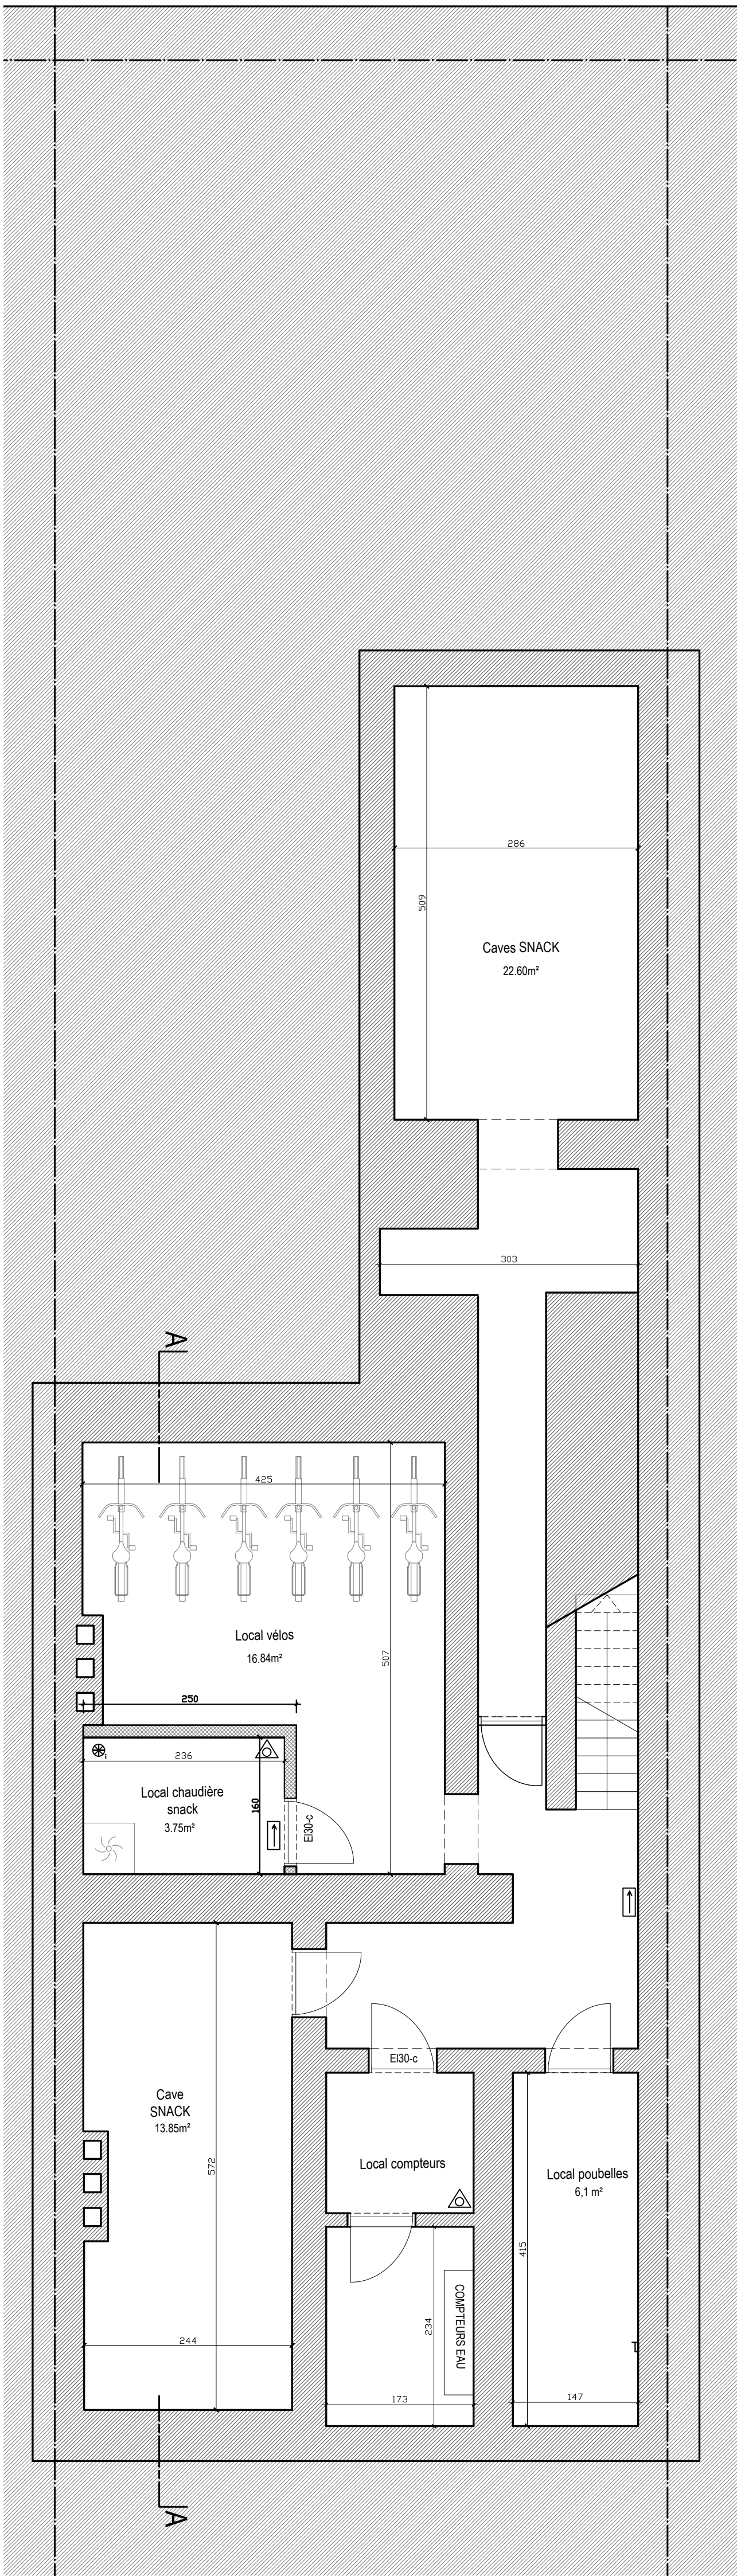 286
509
Caves SNACK
22.60m²
303
A
425
Local vélos
16.84m²
507
250
236
Local chaudière
snack
3.75m²
160
EI30-c
EI30-c
Cave
SNACK
13.85m²
572
Local compteurs
Local poubelles
6,1 m²
415
COMPTEURS EAU
234
244
173
147
A